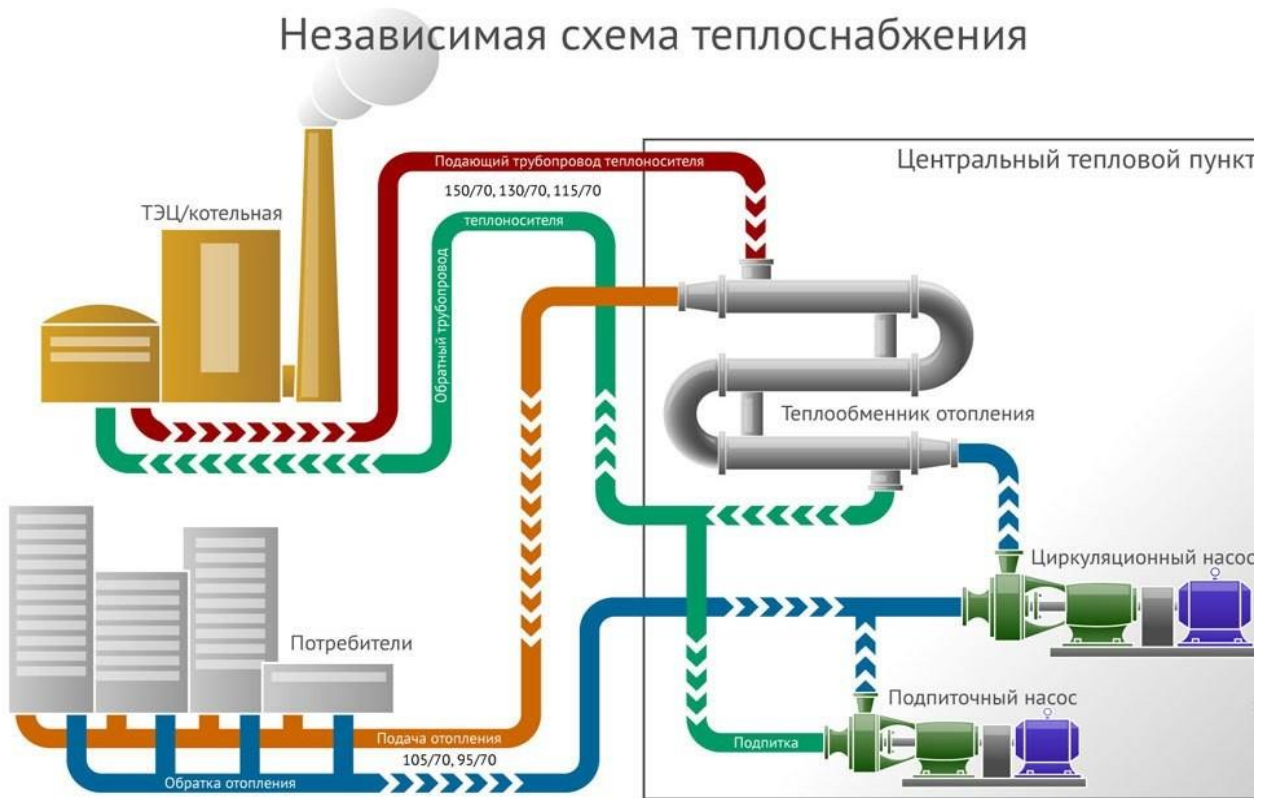 Независимая схема теплоснабжения
Подающий трубопровод теплоносителя
Центральный тепловой пункт
150/70, 130/70, 115/70
ТЭЦ/котельная
теплоносителя
Обратный трубопровод
Теплообменник отопления
Циркуляционный насос
Потребители
Подпиточный насос
Подача отопления
Подпитка
105/70, 95/70
Обратка отопления